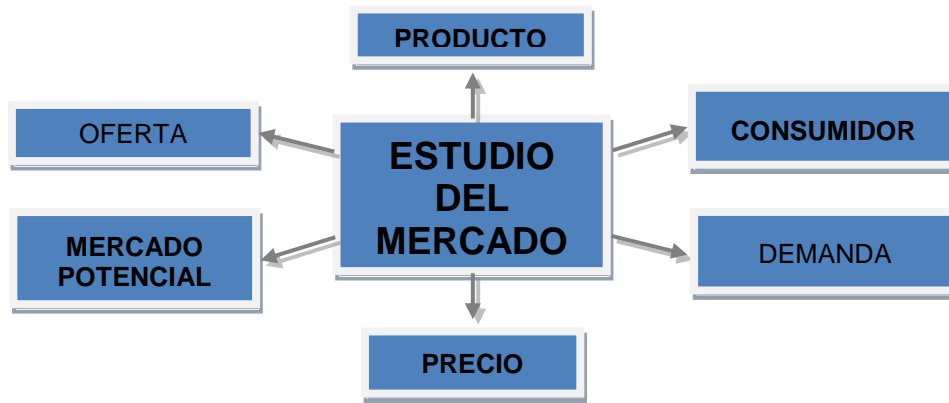 PRODUCTO
OFERTA
CONSUMIDOR
ESTUDIO
DEL
MERCADO
MERCADO
POTENCIAL
DEMANDA
PRECIO